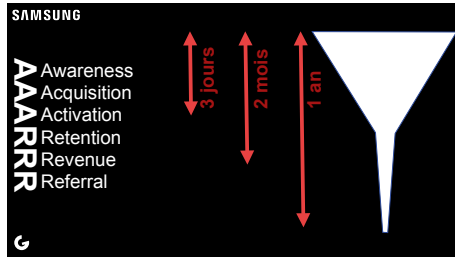 SAMSUNG
AAARRR
Awareness
Acquisition
Activation
Retention
Revenue
Referral
3 jours
2 mois
1 an
G